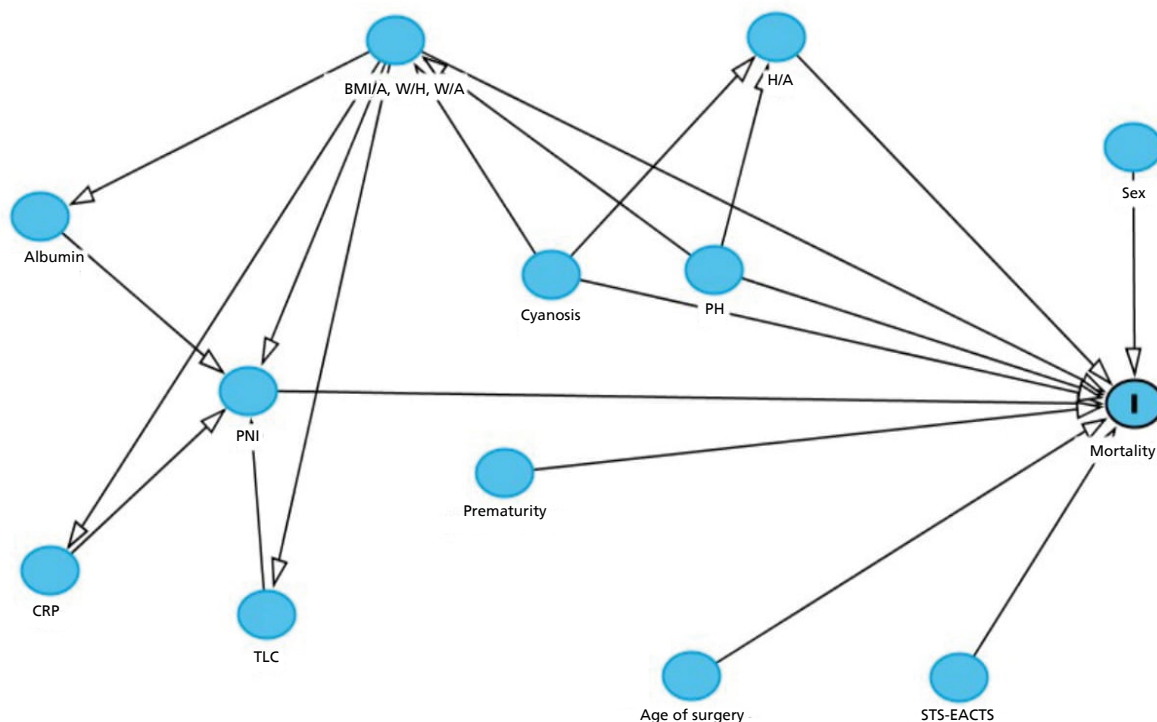 H/A
BMI/A, W/H, W/A
Sex
Albumin
PH
Cyanosis
PNI
I
Mortality
Prematurity
CRP
TLC
Age of surgery
STS-EACTS